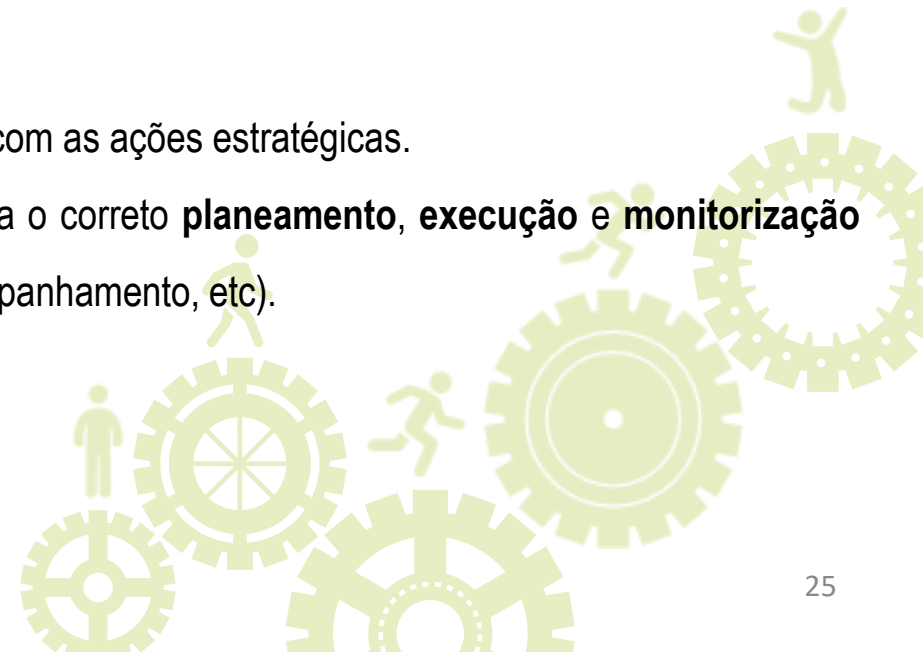 com as ações estratégicas.
a o correto planeamento, execução e monitorização
panhamento, etc).
25